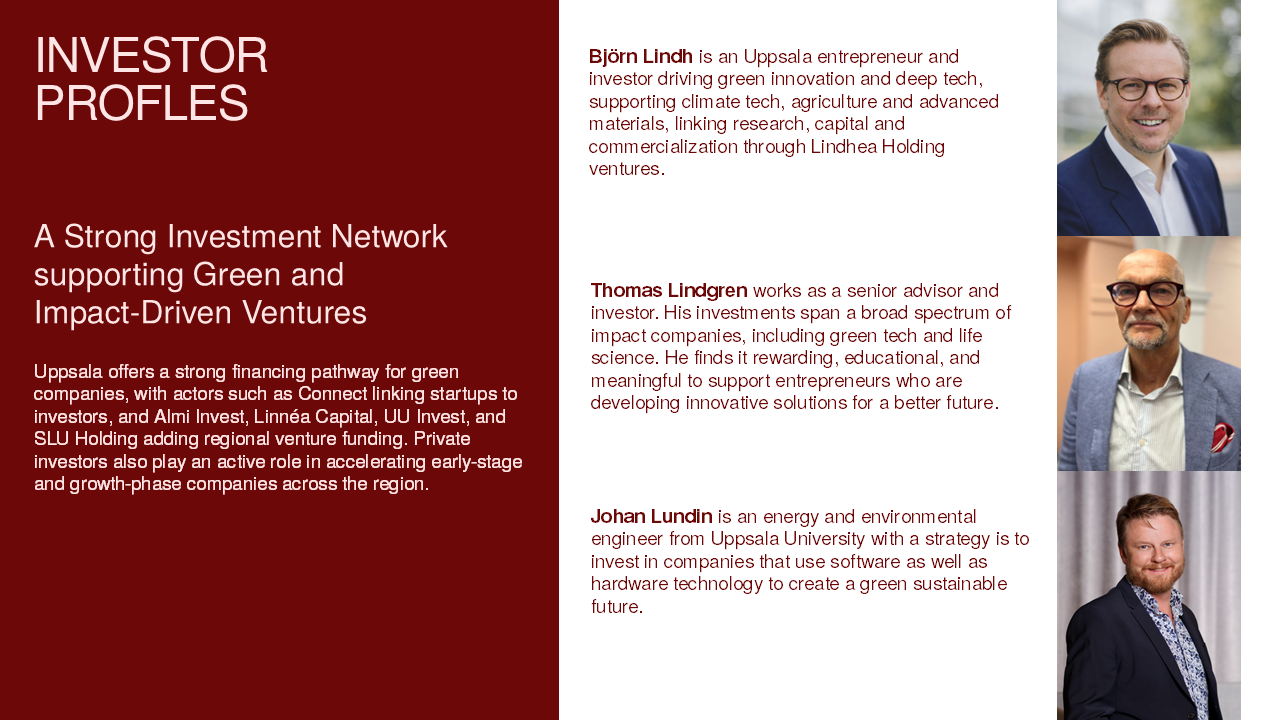 INVESTOR
PROFLES
A Strong Investment Network
supporting Green and
Impact-Driven Ventures
Uppsala offers a strong financing pathway for green
companies, with actors such as Connect linking startups to
investors, and Almi Invest, Linnéa Capital, UU Invest, and
SLU Holding adding regional venture funding. Private
investors also play an active role in accelerating early-stage
and growth-phase companies across the region.
Björn Lindh is an Uppsala entrepreneur and
investor driving green innovation and deep tech,
supporting climate tech, agriculture and advanced
materials, linking research, capital and
commercialization through Lindhea Holding
ventures.
Thomas Lindgren works as a senior advisor and
investor. His investments span a broad spectrum of
impact companies, including green tech and life
science. He finds it rewarding, educational, and
meaningful to support entrepreneurs who are
developing innovative solutions for a better future.
Johan Lundin is an energy and environmental
engineer from Uppsala University with a strategy is to
invest in companies that use software as well as
hardware technology to create a green sustainable
future.